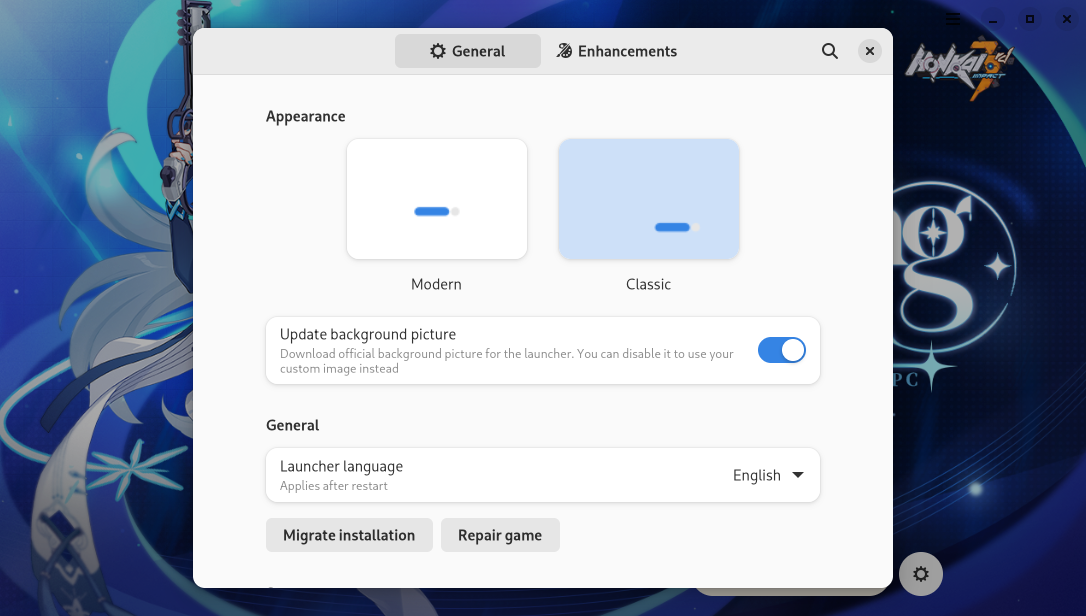 General
Enhancements
HONKAI 3rd
IMPACT
Appearance
Modern
Classic
Update background picture
Download official background picture for the launcher. You can disable it to use your
custom image instead
PC
General
Launcher language
Applies after restart
English
Migrate installation
Repair game